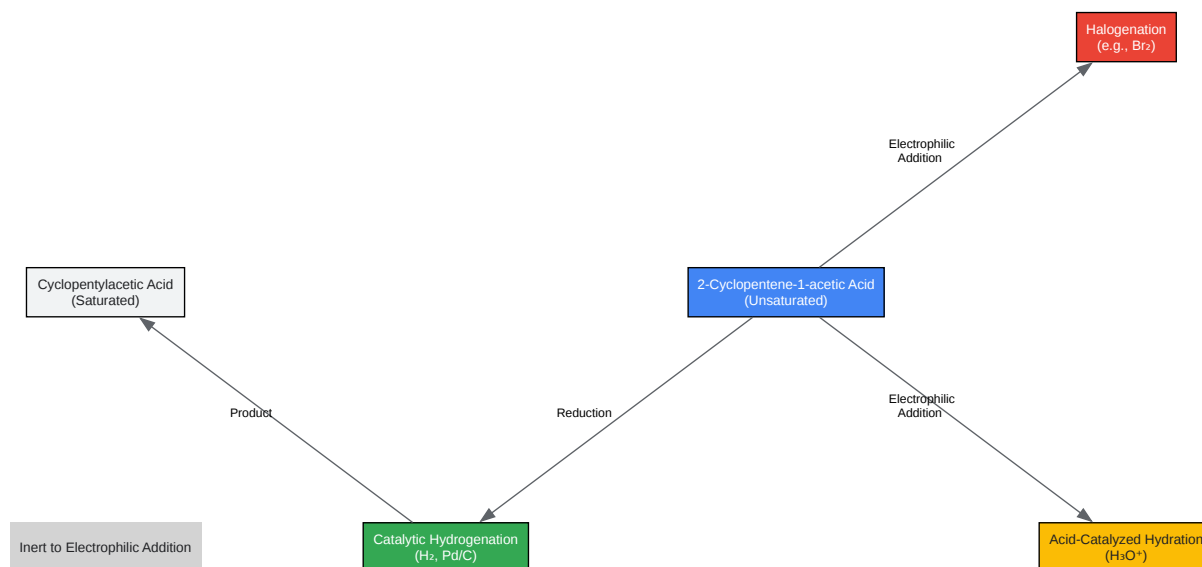 Halogenation
(e.g., Br₂)
Electrophilic
Addition
Cyclopentylacetic Acid
(Saturated)
2-Cyclopentene-1-acetic Acid
(Unsaturated)
Product
Reduction
Electrophilic
Addition
Inert to Electrophilic Addition
Catalytic Hydrogenation
(H₂, Pd/C)
Acid-Catalyzed Hydration
(H₃O⁺)